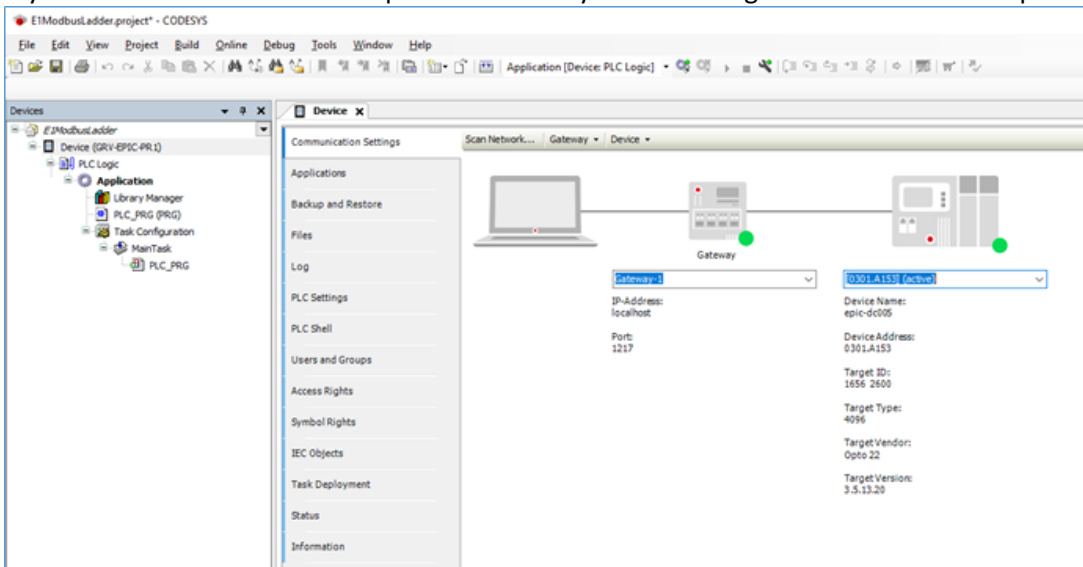 E1ModbusLadder.project* - CODESYS
File Edit View Project Build Online Debug Tools Window Help
Application [Device: PLC Logic]
Devices
Device
E1ModbusLadder
Device (GRV-EPIC-PR1)
PLC Logic
Application
Library Manager
PLC_PRG (PRG)
Task Configuration
MainTask
PLC_PRG
Communication Settings
Applications
Backup and Restore
Files
Log
PLC Settings
PLC Shell
Users and Groups
Access Rights
Symbol Rights
IEC Objects
Task Deployment
Status
Information
Scan Network... Gateway Device
Gateway
Gateway-1
IP-Address:
localhost
Port:
1217
[0301.A153] (active)
Device Name:
epic-dc005
Device Address:
0301.A153
Target ID:
1656 2600
Target Type:
4096
Target Vendor:
Opto 22
Target Version:
3.5.13.20